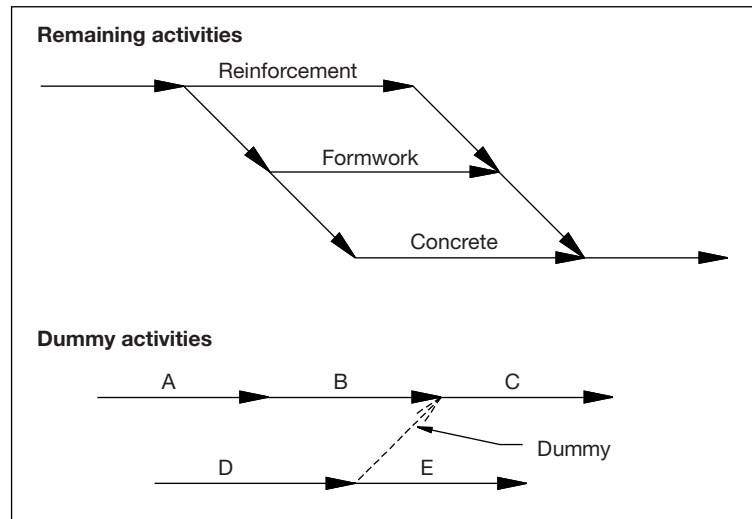 Remaining activities
Reinforcement
Formwork
Concrete
Dummy activities
A B C
Dummy
D E